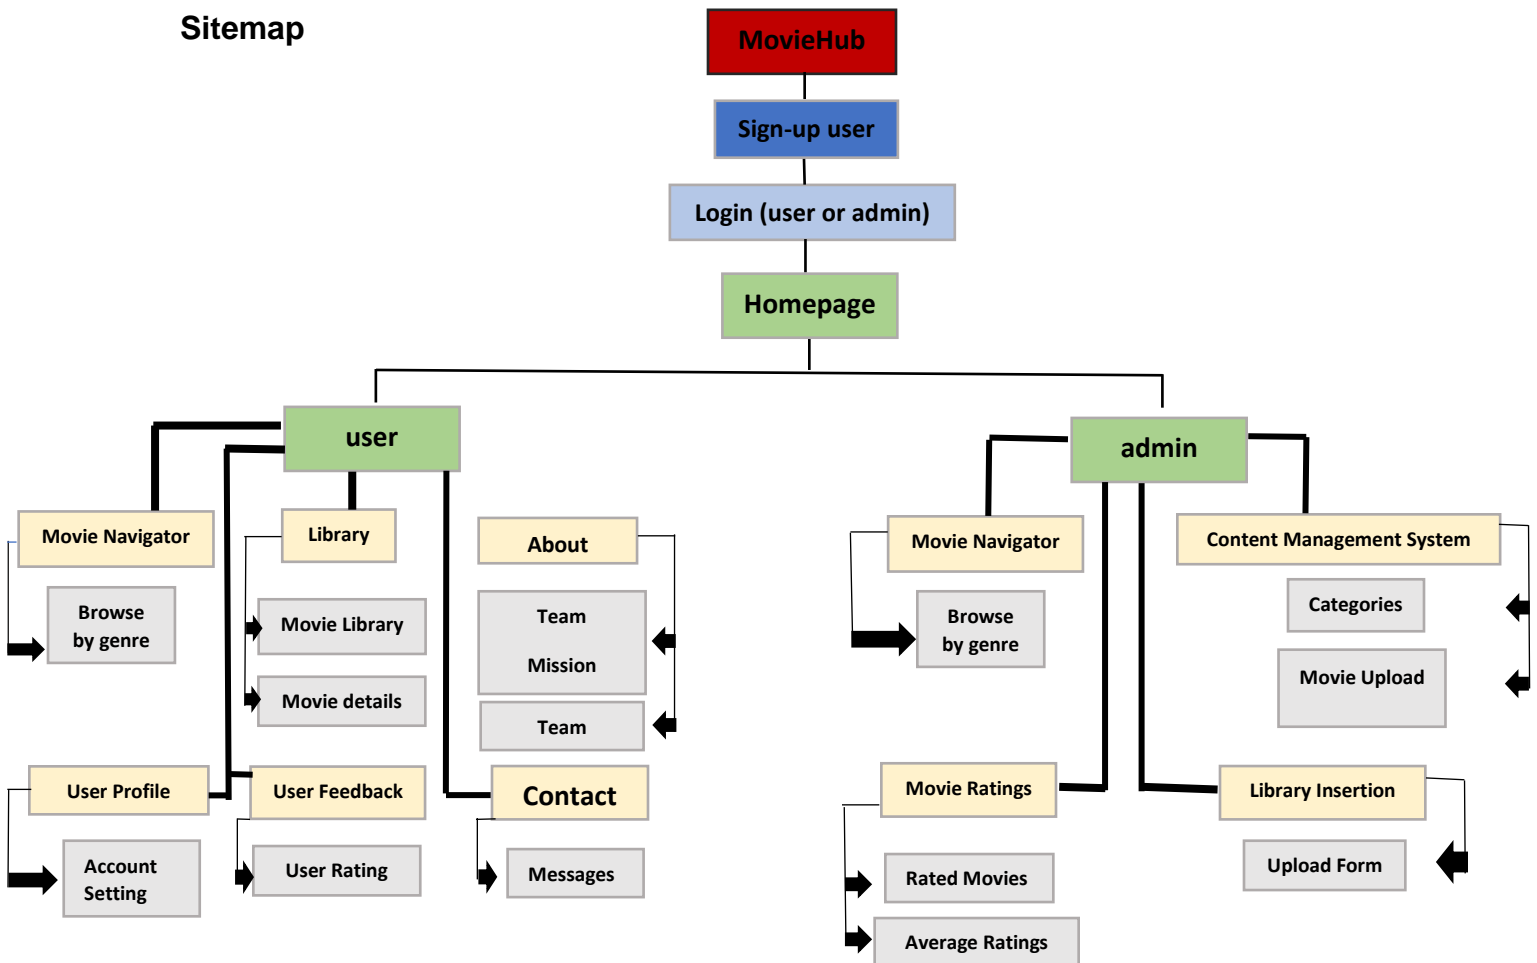 Sitemap
MovieHub
Sign-up user
Login (user or admin)
Homepage
user
admin
Movie Navigator
Library
About
Movie Navigator
Content Management System
Browse
by genre
Movie Library
Movie details
Team
Mission
Team
Browse
by genre
Categories
Movie Upload
User Profile
User Feedback
Contact
Movie Ratings
Library Insertion
Account
Setting
User Rating
Messages
Rated Movies
Average Ratings
Upload Form